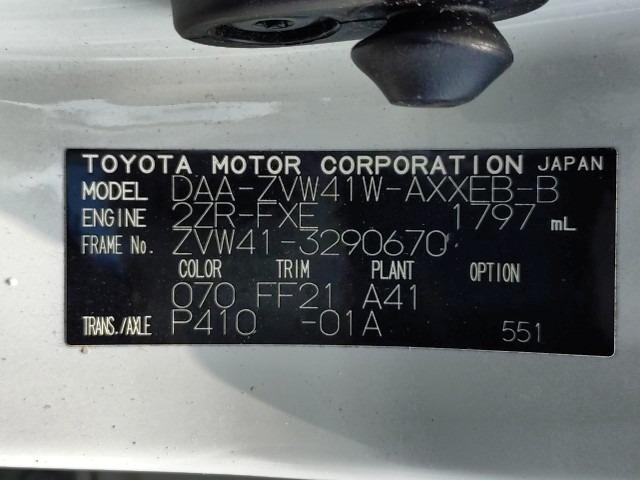 TOYOTA MOTOR CORPORATION JAPAN
MODEL DAA-ZVW41W-AXXEB-B
ENGINE 2ZR-FXE 1797 mL
FRAME No. ZVW41-3290670
COLOR TRIM PLANT OPTION
070 FF21 A41
TRANS./AXLE P410 -01A 551